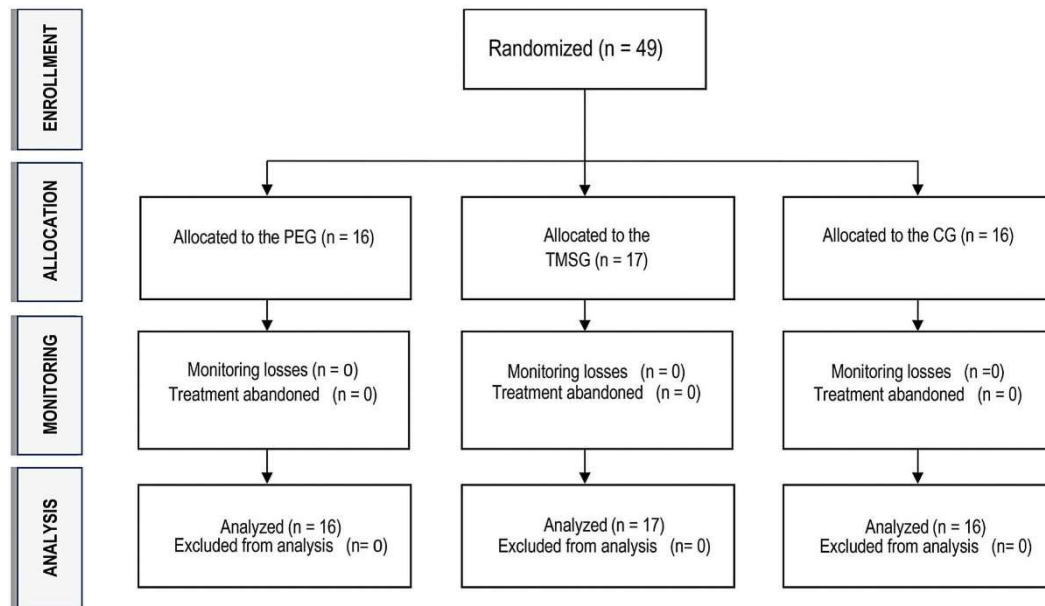 ENROLLMENT
Randomized (n = 49)
ALLOCATION
Allocated to the PEG (n = 16)
Allocated to the
TMSG (n = 17)
Allocated to the CG (n = 16)
MONITORING
Monitoring losses (n = 0)
Treatment abandoned (n = 0)
Monitoring losses (n = 0)
Treatment abandoned (n = 0)
Monitoring losses (n =0)
Treatment abandoned (n = 0)
ANALYSIS
Analyzed (n = 16)
Excluded from analysis (n= 0)
Analyzed (n = 17)
Excluded from analysis (n= 0)
Analyzed (n = 16)
Excluded from analysis (n= 0)